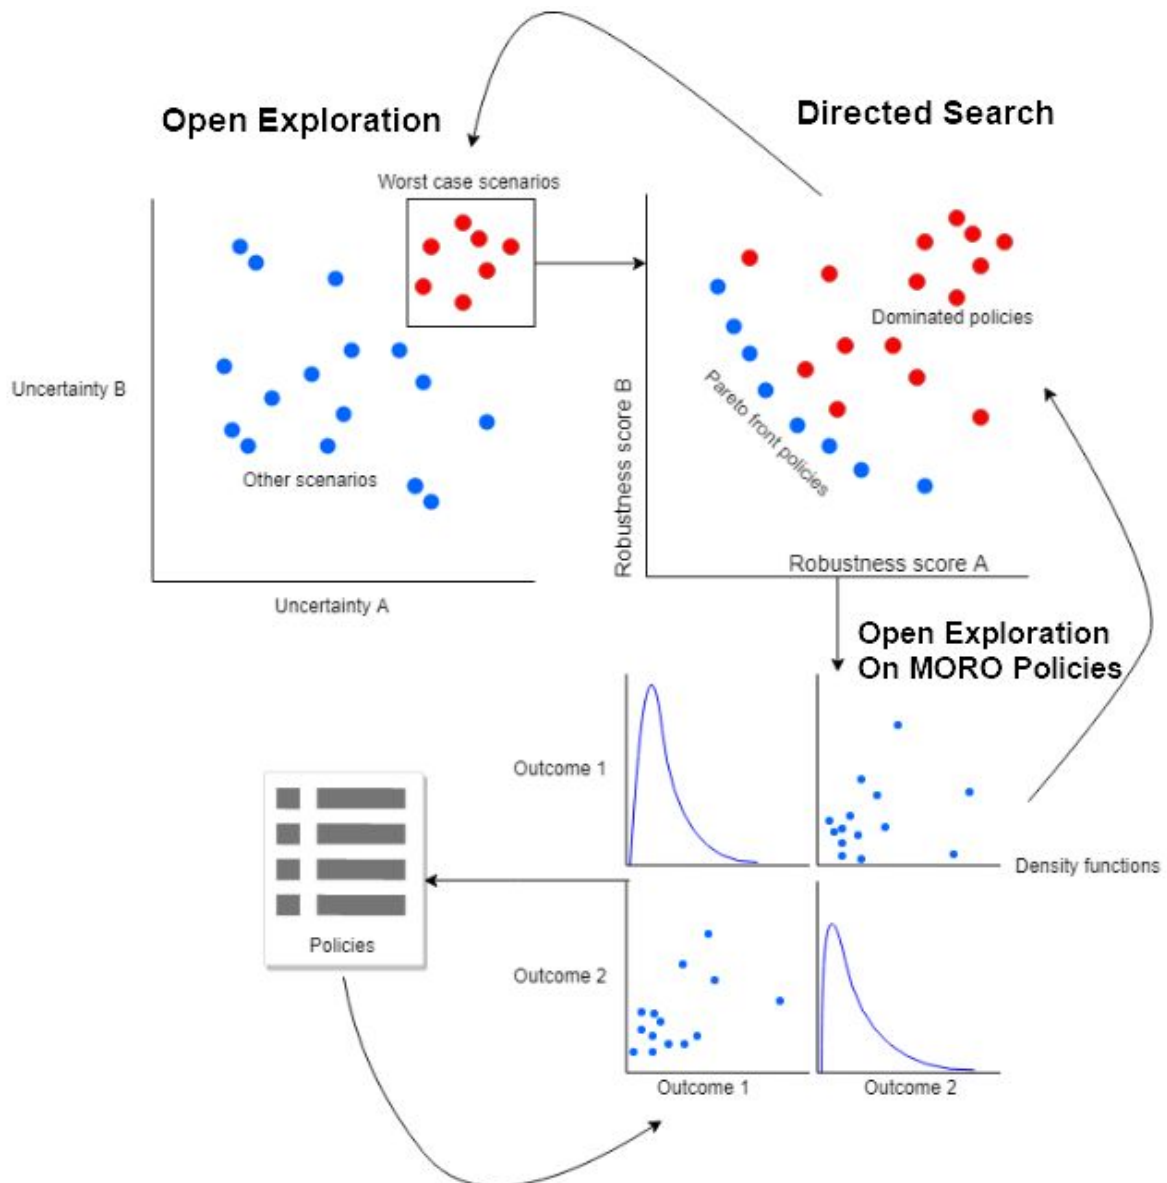 Open Exploration
Directed Search
Worst case scenarios
Uncertainty B
Other scenarios
Uncertainty A
Dominated policies
Pareto front policies
Robustness score B
Robustness score A
Open Exploration
On MORO Policies
Outcome 1
Density functions
Policies
Outcome 2
Outcome 1
Outcome 2